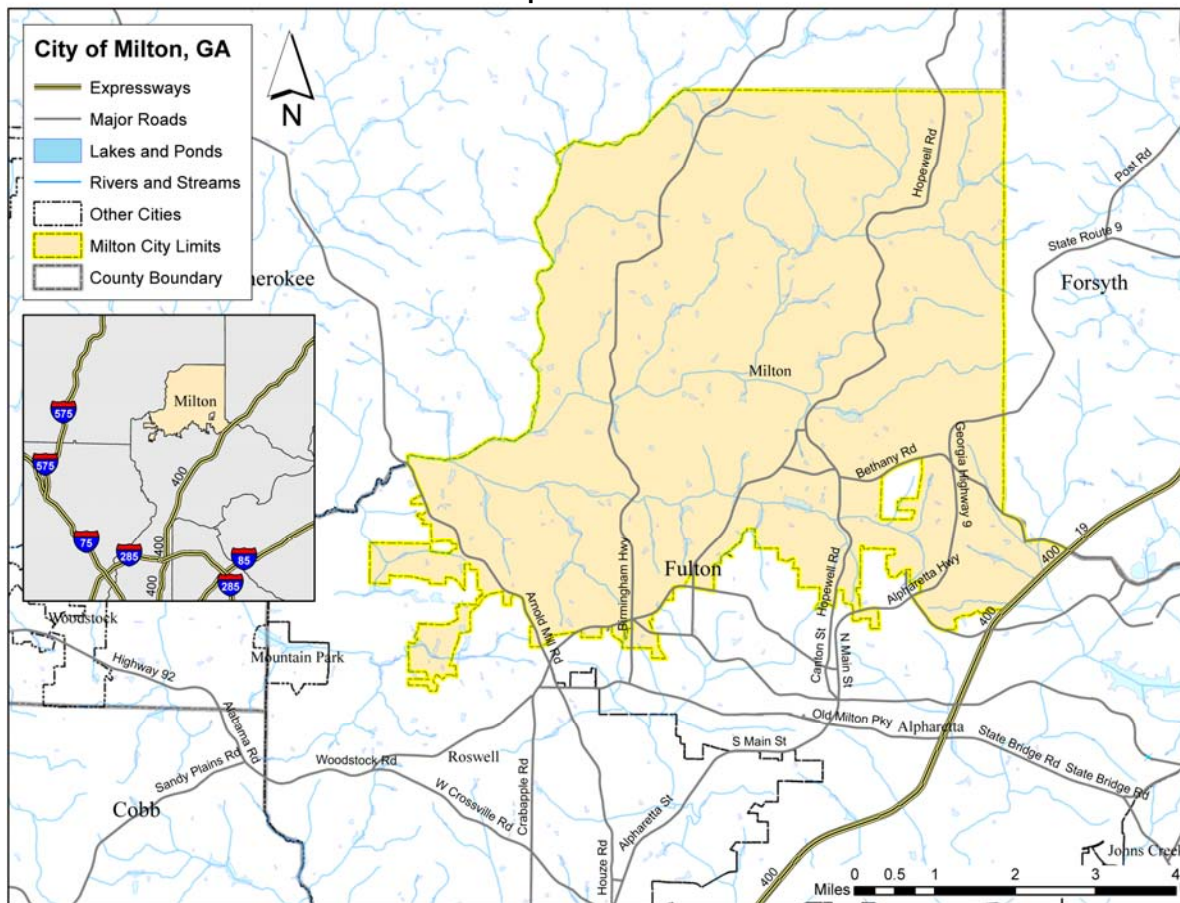 City of Milton, GA
Expressways
Major Roads
Lakes and Ponds
Rivers and Streams
Other Cities
Milton City Limits
County Boundary
N
Hopewell Rd
Post Rd
State Route 9
Forsyth
Milton
575
Milton
575
400
75
285
400
85
400
285
Bethany Rd
Georgia Highway 9
19
400
Fulton
Birmingham Hwy
Hopewell Rd
Alpharetta Hwy
400
Arnold Mill Rd
Woodstock
Mountain Park
Highway 92
Canton St
N Main St
Alabama Rd
Old Milton Pky
Alpharetta
S Main St
State Bridge Rd
State Bridge Rd
Sandy Plains Rd
Woodstock Rd
Roswell
W Crossville Rd
Crabapple Rd
Alpharetta St
Cobb
Houze Rd
400
Johns Creek
Miles 0 0.5 1 2 3 4